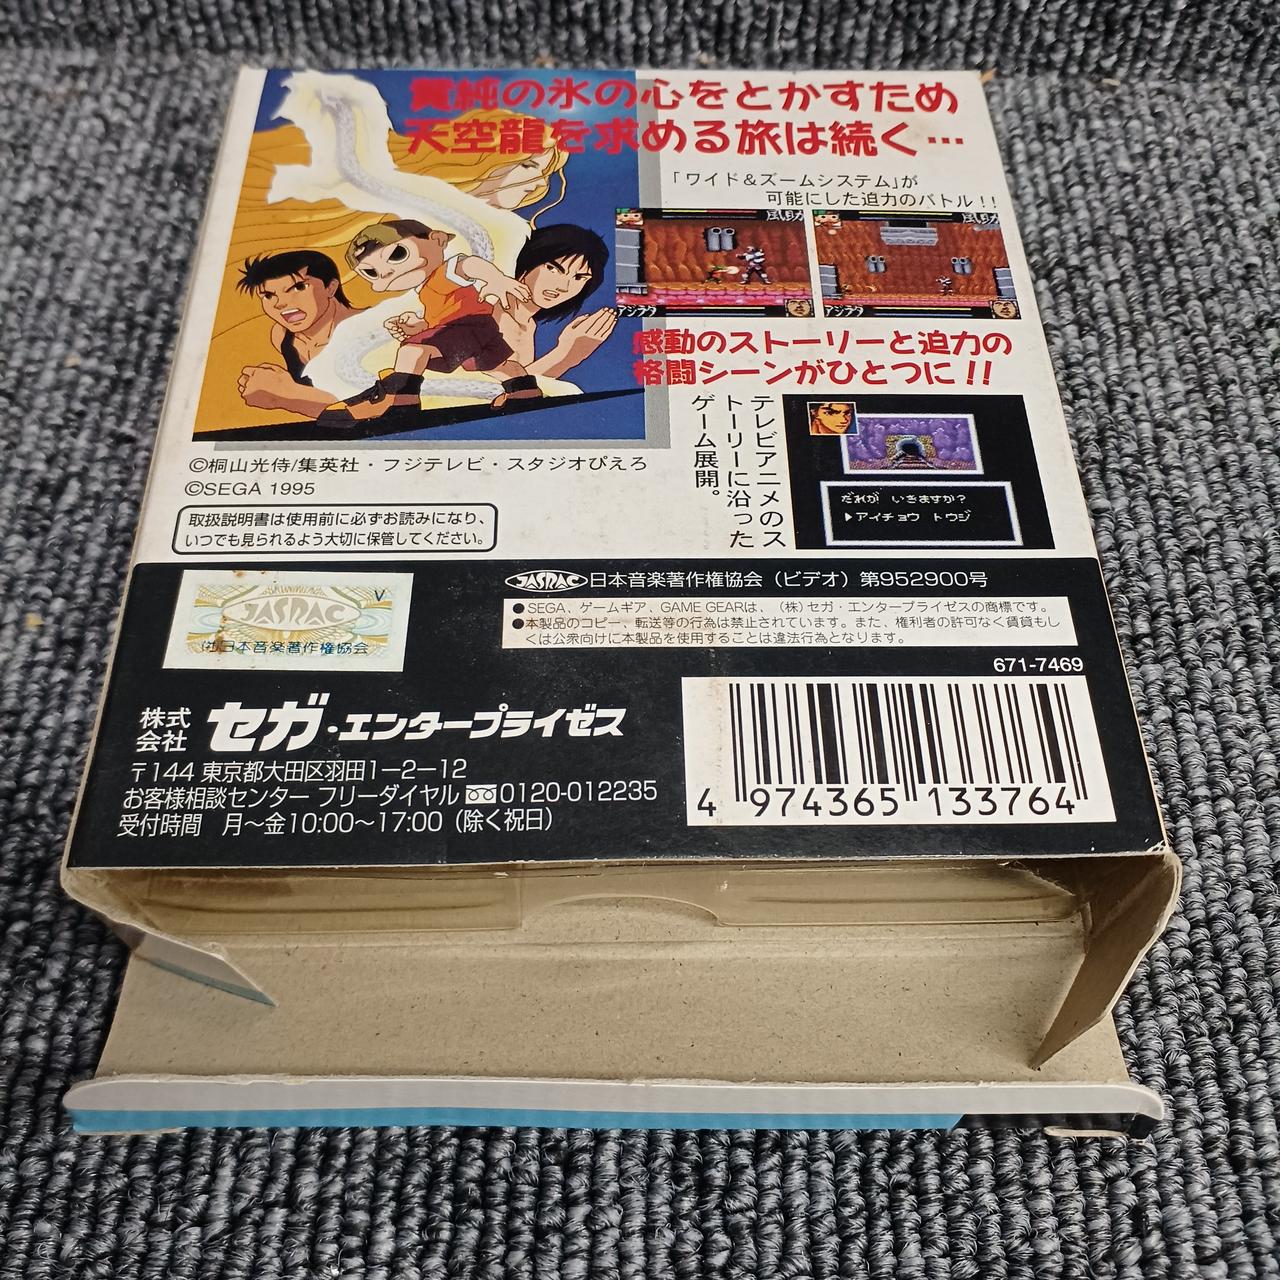 貴純の氷の心をとかすため
天空龍を求める旅は続く…
「ワイド＆ズームシステム」が
可能にした迫力のバトル！！
風助
アシラタ
風助
アシラタ
感動のストーリーと迫力の
格闘シーンがひとつに！！
テレビアニメのス
トーリーに沿った
ゲーム展開。
だれが いきますか？
▶アイチョウ トウジ
©桐山光侍/集英社・フジテレビ・スタジオぴえろ
©SEGA 1995
取扱説明書は使用前に必ずお読みになり、
いつでも見られるよう大切に保管してください。
JASRAC
V
(社)日本音楽著作権協会
JASRAC日本音楽著作権協会（ビデオ）第952900号
●SEGA、ゲームギア、GAME GEARは、(株)セガ・エンタープライゼスの商標です。
●本製品のコピー、転送等の行為は禁止されています。また、権利者の許可なく賃貸もし
くは公衆向けに本製品を使用することは違法行為となります。
671-7469
株式会社 セガ・エンタープライゼス
〒144 東京都大田区羽田1－2－12
お客様相談センター フリーダイヤル 0120-012235
受付時間 月～金10:00～17:00（除く祝日）
4 974365 133764